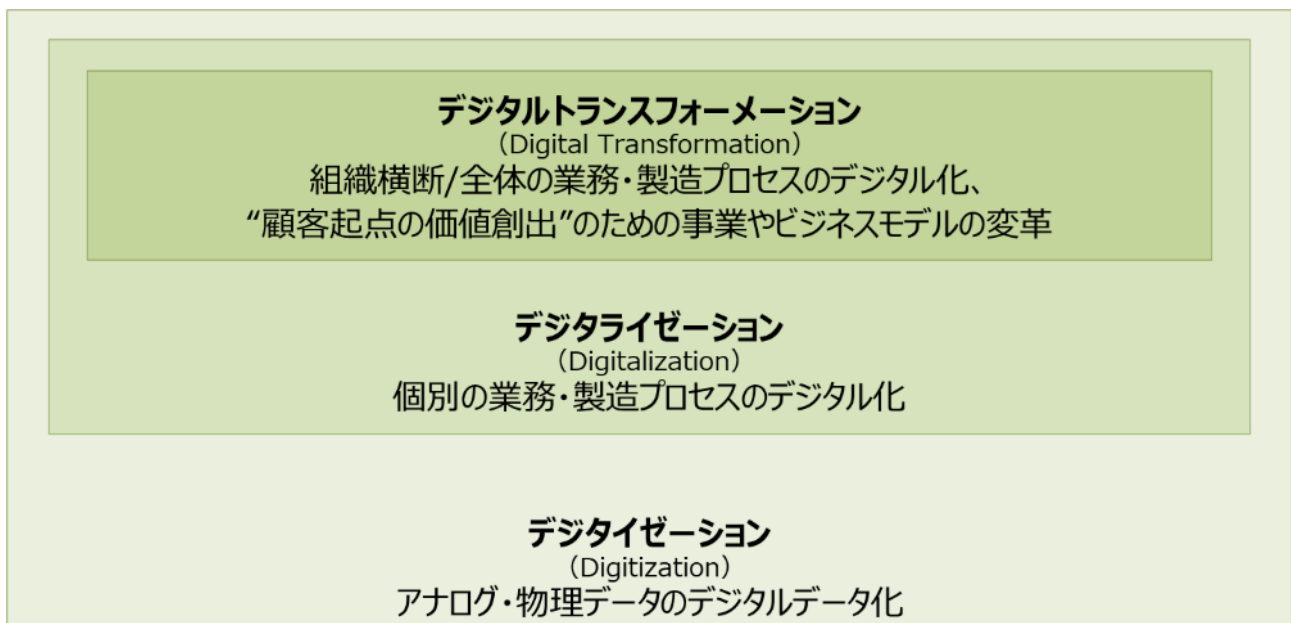 デジタルトランスフォーメーション
（Digital Transformation）
組織横断/全体の業務・製造プロセスのデジタル化、
“顧客起点の価値創出”のための事業やビジネスモデルの変革
デジタライゼーション
（Digitalization）
個別の業務・製造プロセスのデジタル化
デジタイゼーション
（Digitization）
アナログ・物理データのデジタルデータ化